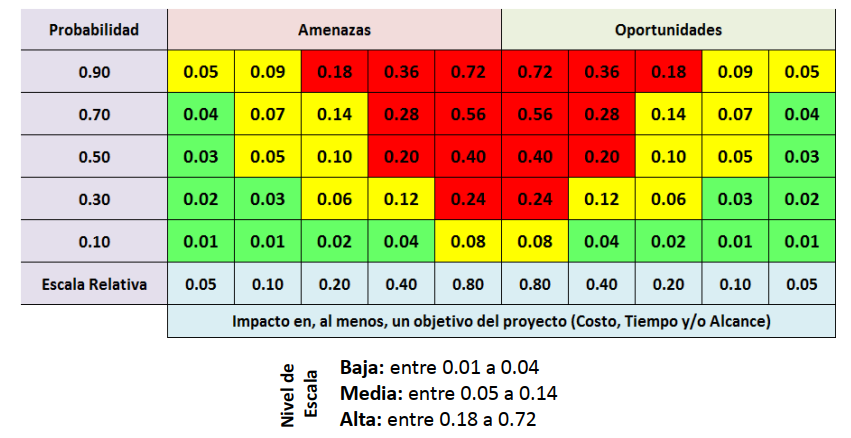 Probabilidad Amenazas Oportunidades
0.90 0.05 0.09 0.18 0.36 0.72 0.72 0.36 0.18 0.09 0.05
0.70 0.04 0.07 0.14 0.28 0.56 0.56 0.28 0.14 0.07 0.04
0.50 0.03 0.05 0.10 0.20 0.40 0.40 0.20 0.10 0.05 0.03
0.30 0.02 0.03 0.06 0.12 0.24 0.24 0.12 0.06 0.03 0.02
0.10 0.01 0.01 0.02 0.04 0.08 0.08 0.04 0.02 0.01 0.01
Escala Relativa 0.05 0.10 0.20 0.40 0.80 0.80 0.40 0.20 0.10 0.05
Impacto en, al menos, un objetivo del proyecto (Costo, Tiempo y/o Alcance)
Nivel de
Escala
Baja: entre 0.01 a 0.04
Media: entre 0.05 a 0.14
Alta: entre 0.18 a 0.72